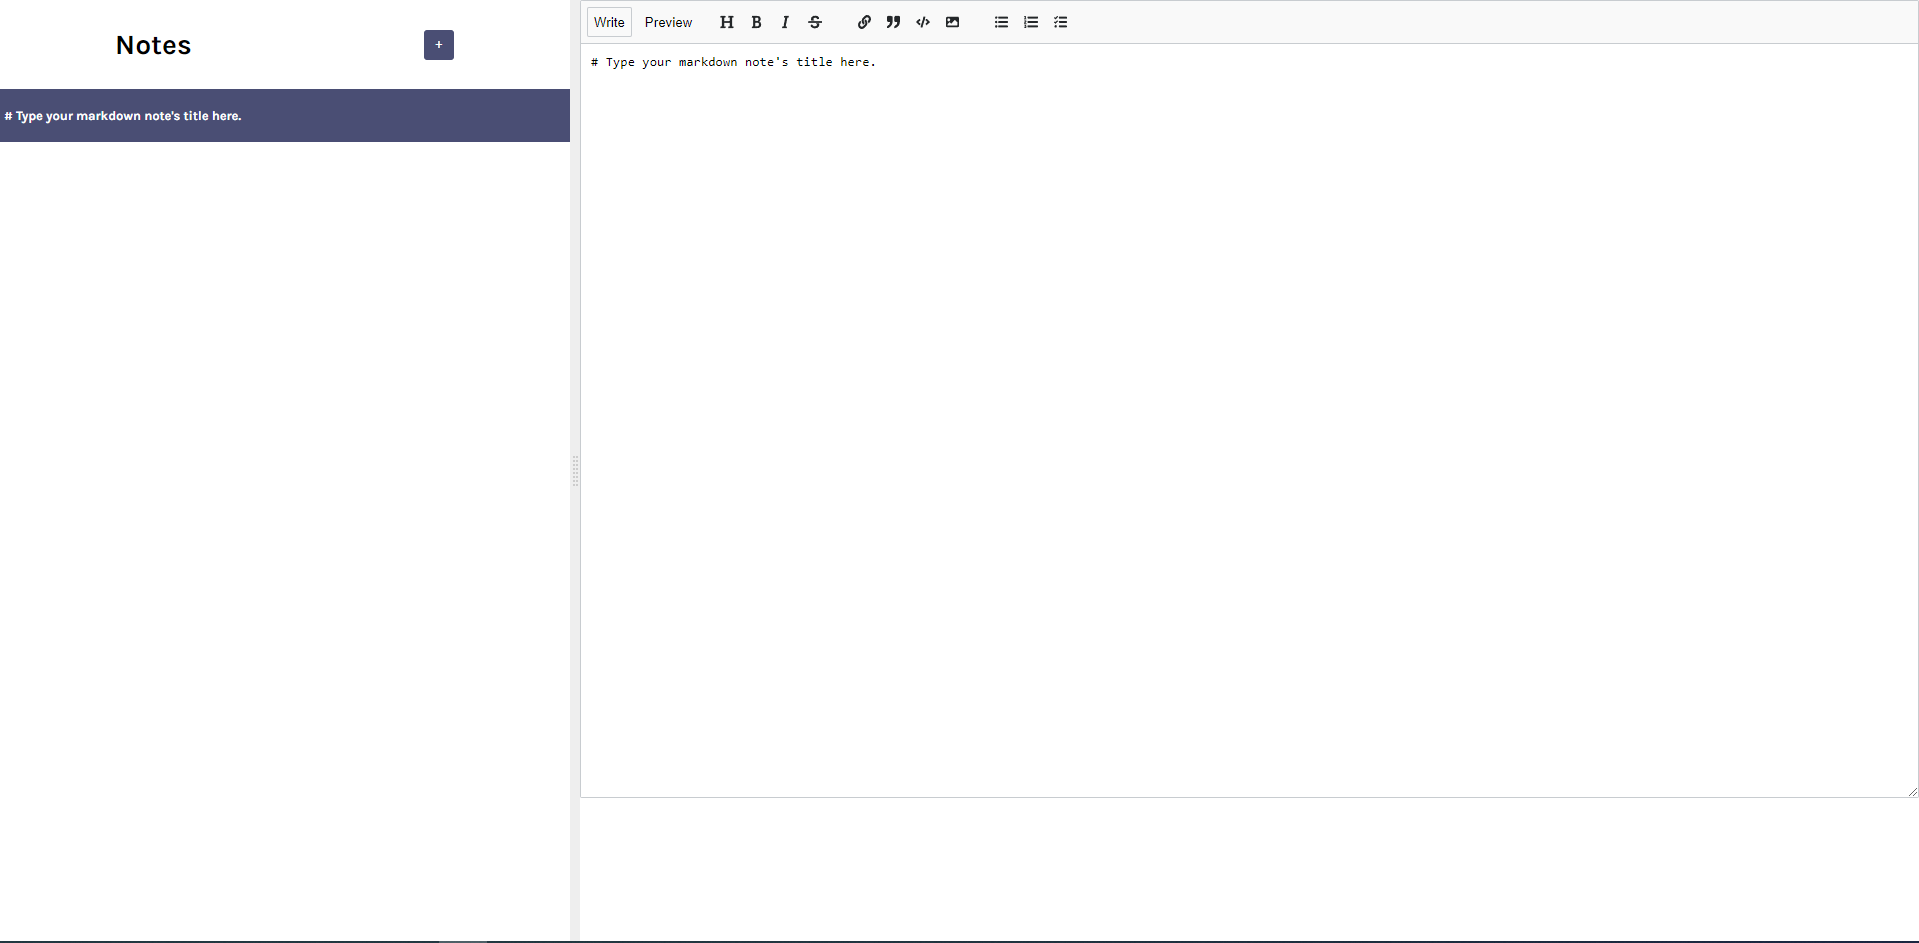 Notes
+
# Type your markdown note's title here.
Write Preview H B I S
# Type your markdown note's title here.